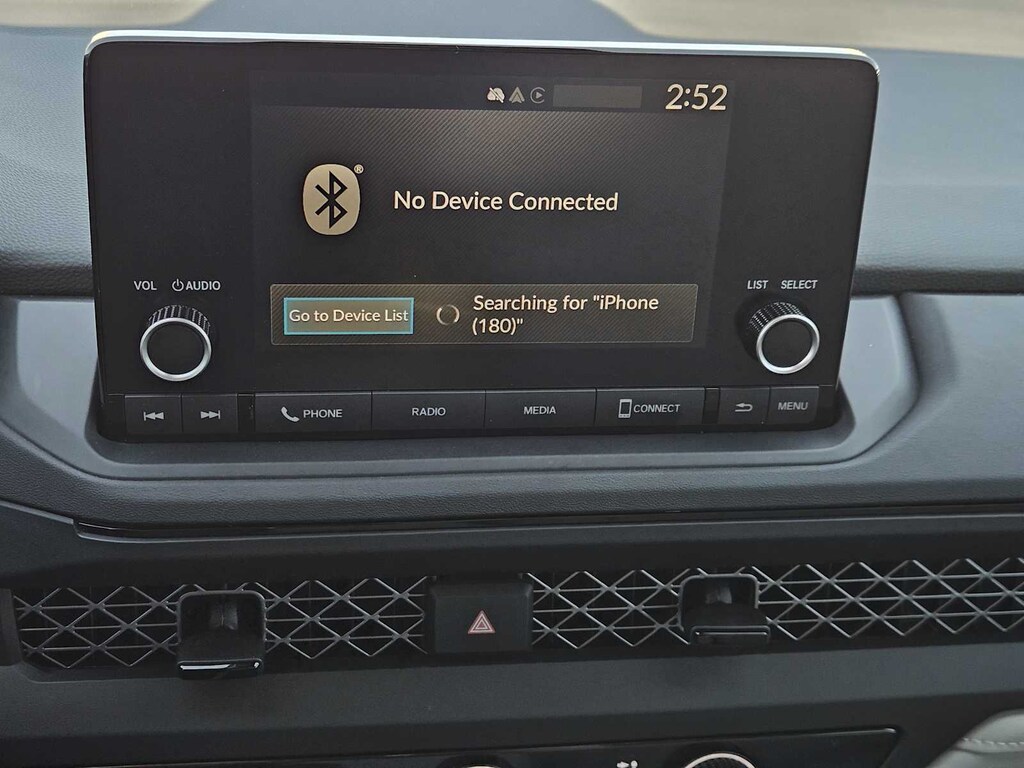 2:52
®
No Device Connected
VOL AUDIO
LIST SELECT
Go to Device List
Searching for "iPhone
(180)"
PHONE
RADIO
MEDIA
CONNECT
MENU